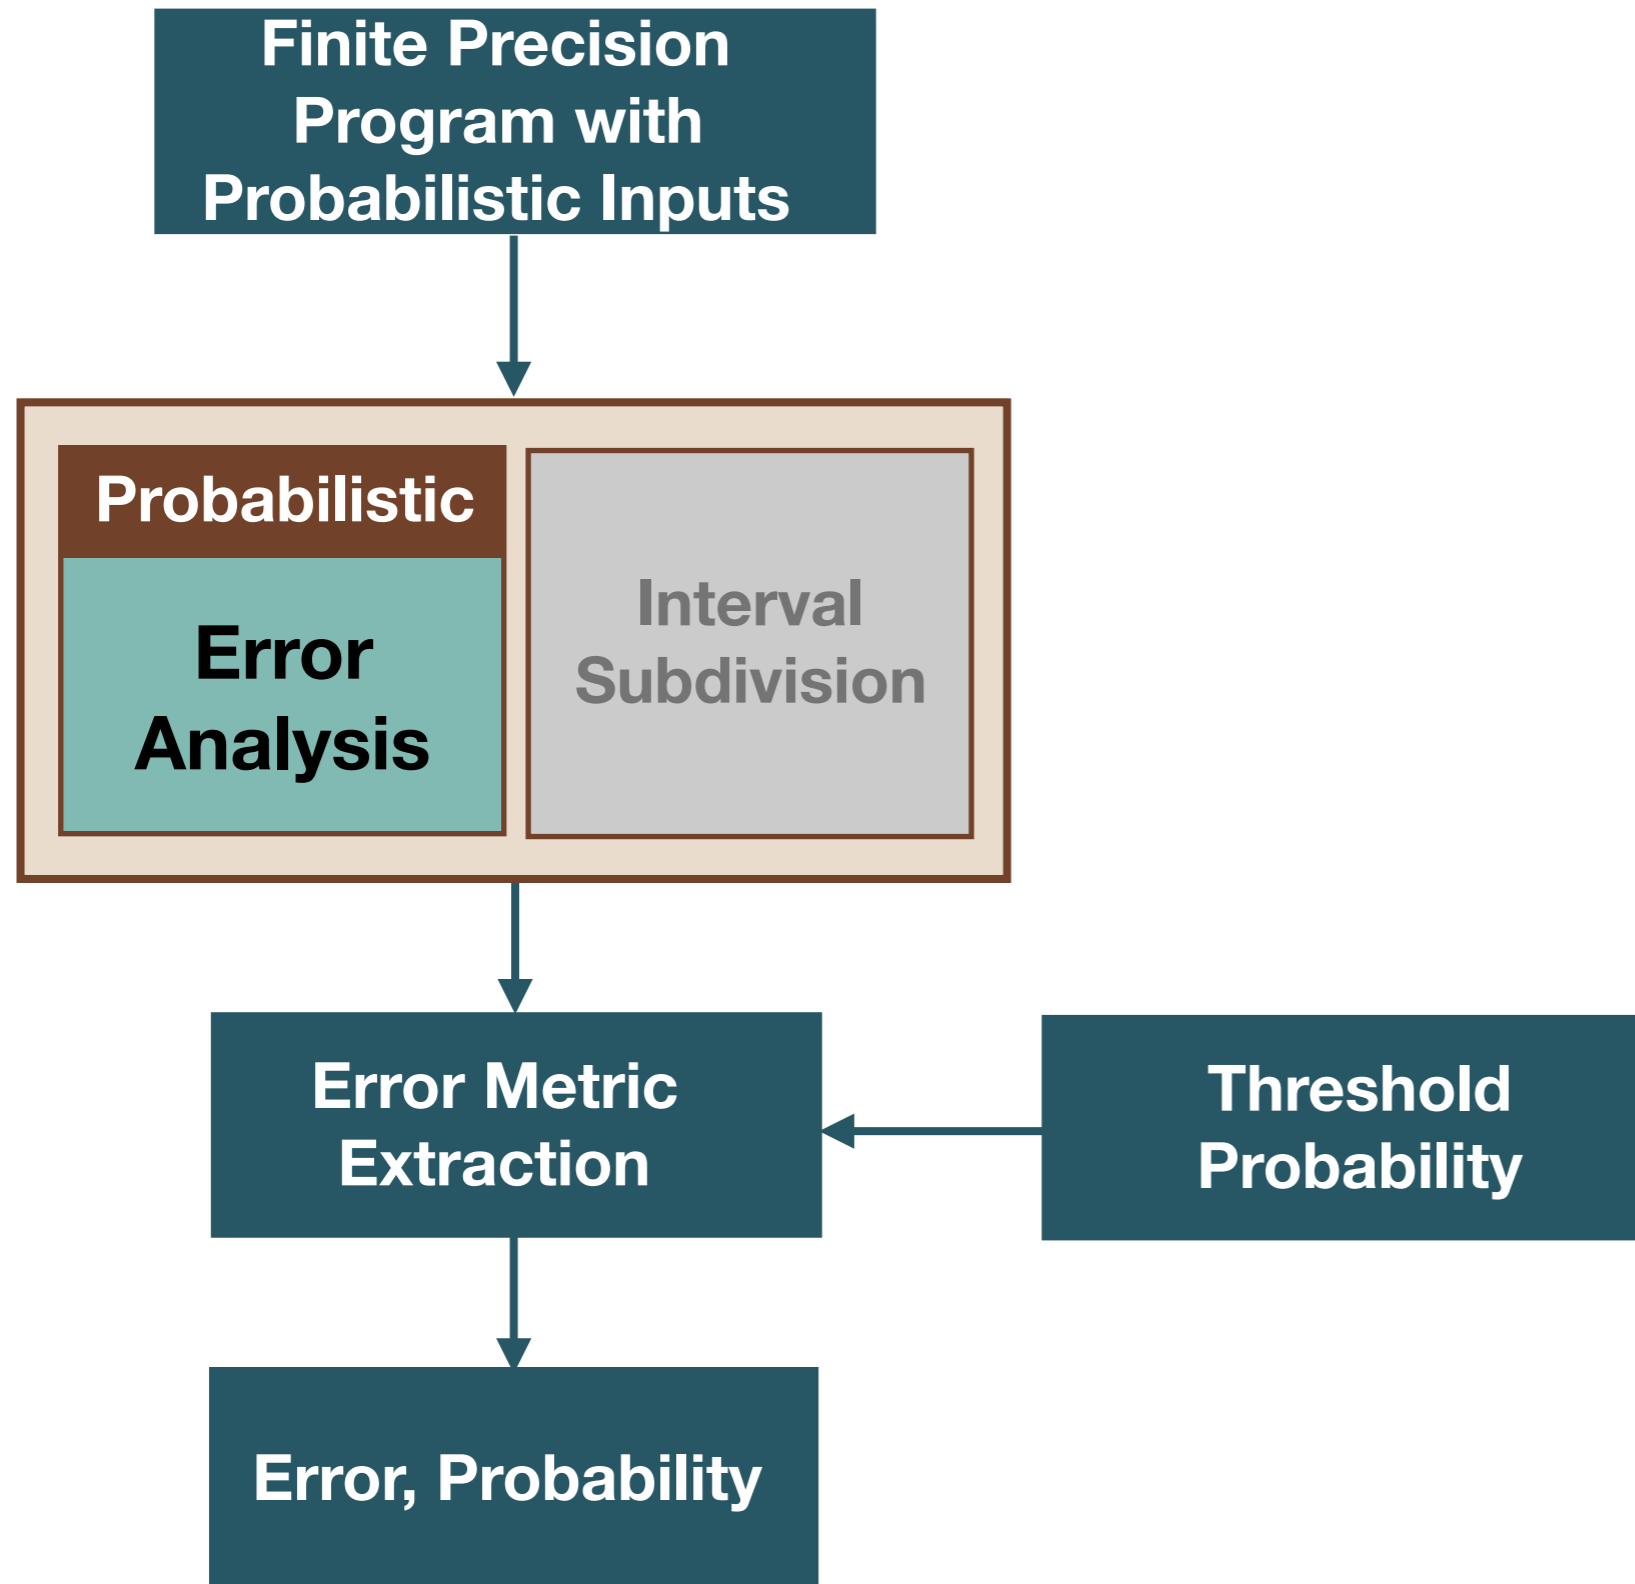 Finite Precision
Program with
Probabilistic Inputs
Probabilistic
Error
Analysis
Interval
Subdivision
Error Metric
Extraction
Threshold
Probability
Error, Probability